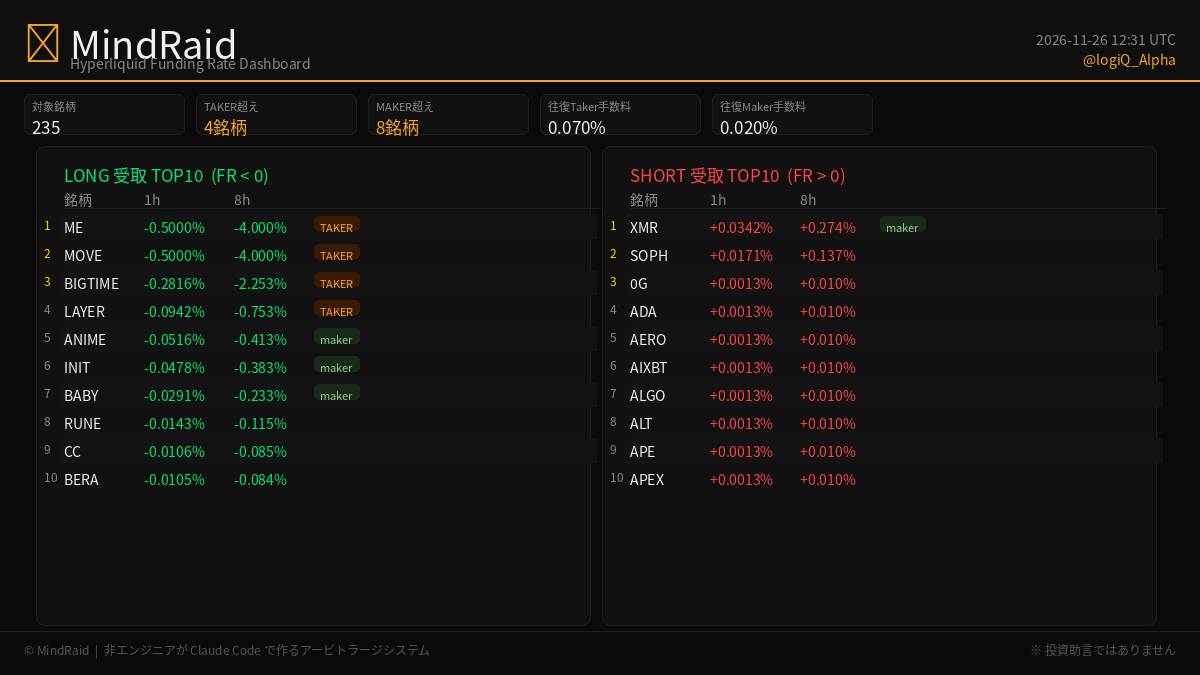 MindRaid
Hyperliquid Funding Rate Dashboard
2026-11-26 12:31 UTC
@logiQ_Alpha
対象銘柄
235
TAKER超え
4銘柄
MAKER超え
8銘柄
往復Taker手数料
0.070%
往復Maker手数料
0.020%
LONG 受取 TOP10 (FR < 0)
銘柄 1h 8h
1 ME -0.5000% -4.000% TAKER
2 MOVE -0.5000% -4.000% TAKER
3 BIGTIME -0.2816% -2.253% TAKER
4 LAYER -0.0942% -0.753% TAKER
5 ANIME -0.0516% -0.413% maker
6 INIT -0.0478% -0.383% maker
7 BABY -0.0291% -0.233% maker
8 RUNE -0.0143% -0.115%
9 CC -0.0106% -0.085%
10 BERA -0.0105% -0.084%
SHORT 受取 TOP10 (FR > 0)
銘柄 1h 8h
1 XMR +0.0342% +0.274% maker
2 SOPH +0.0171% +0.137%
3 0G +0.0013% +0.010%
4 ADA +0.0013% +0.010%
5 AERO +0.0013% +0.010%
6 AIXBT +0.0013% +0.010%
7 ALGO +0.0013% +0.010%
8 ALT +0.0013% +0.010%
9 APE +0.0013% +0.010%
10 APEX +0.0013% +0.010%
© MindRaid | 非エンジニアが Claude Code で作るアービトラージシステム
※ 投資助言ではありません